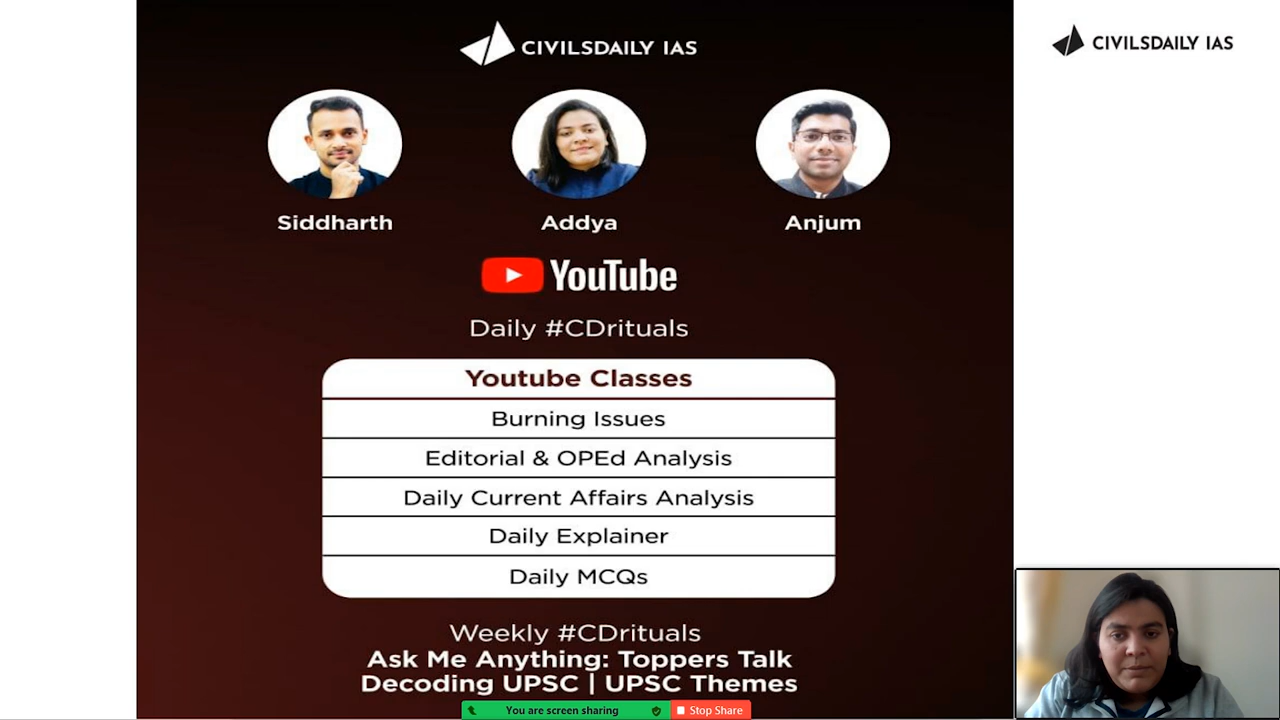 CIVILSDAILY IAS
CIVILSDAILY IAS
Siddharth
Addya
Anjum
YouTube
Daily #CDrituals
Youtube Classes
Burning Issues
Editorial & OPEd Analysis
Daily Current Affairs Analysis
Daily Explainer
Daily MCQs
Weekly #CDrituals
Ask Me Anything: Toppers Talk
Decoding UPSC | UPSC Themes
You are screen sharing
Stop Share